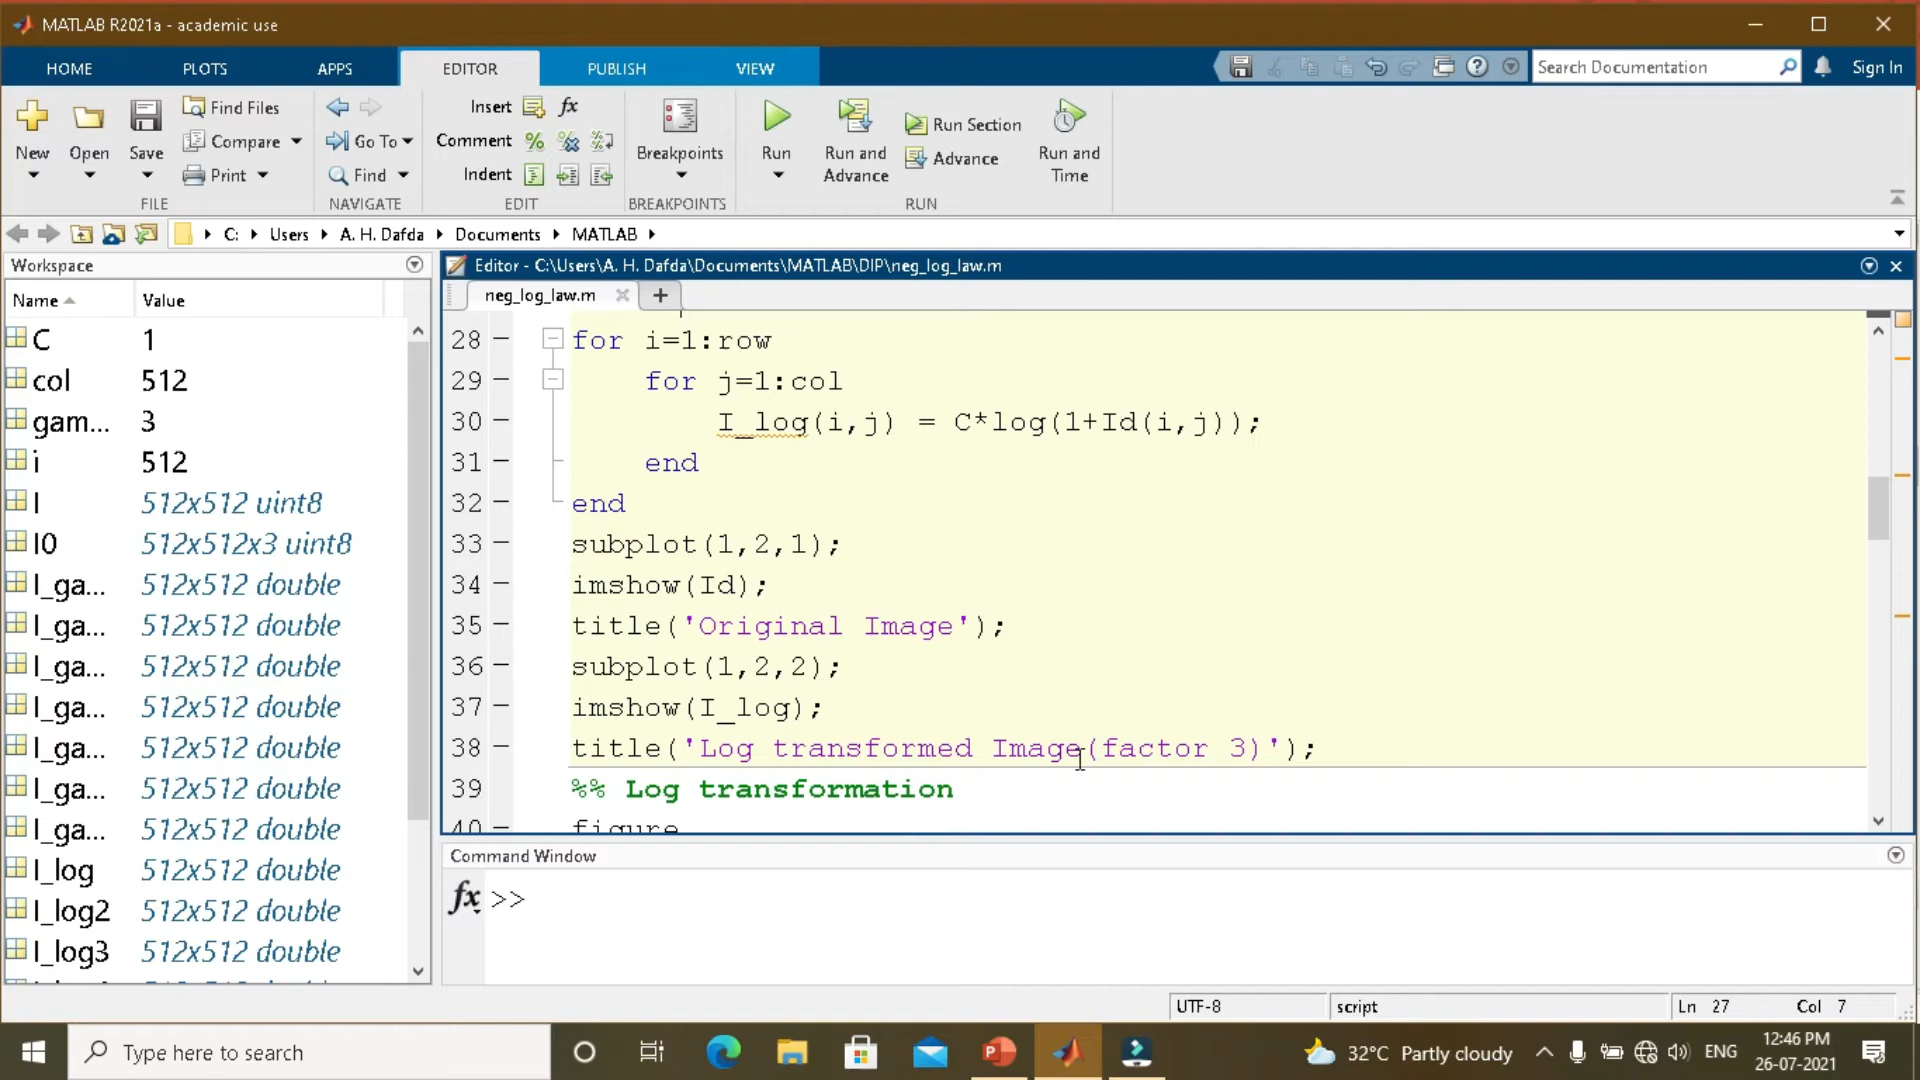 MATLAB R2021a - academic use
HOME PLOTS APPS EDITOR PUBLISH VIEW Search Documentation Sign In
New Open Save Find Files Compare Print
FILE
Go To Find
NAVIGATE
Insert fx
Comment
Indent
EDIT
Breakpoints
BREAKPOINTS
Run Run and Advance Run Section Advance Run and Time
RUN
C: Users A. H. Dafda Documents MATLAB
Workspace
Name Value
C 1
col 512
gam... 3
i 512
I 512x512 uint8
I0 512x512x3 uint8
I_ga... 512x512 double
I_ga... 512x512 double
I_ga... 512x512 double
I_ga... 512x512 double
I_ga... 512x512 double
I_ga... 512x512 double
I_ga... 512x512 double
I_log 512x512 double
I_log2 512x512 double
I_log3 512x512 double
Editor - C:\Users\A. H. Dafda\Documents\MATLAB\DIP\neg_log_law.m
neg_log_law.m
28 for i=1:row
29 for j=1:col
30 I_log(i,j) = C*log(1+Id(i,j));
31 end
32 end
33 subplot(1,2,1);
34 imshow(Id);
35 title('Original Image');
36 subplot(1,2,2);
37 imshow(I_log);
38 title('Log transformed Image(factor 3)');
39 %% Log transformation
40 figure
Command Window
fx >>
UTF-8 script Ln 27 Col 7
Type here to search
32°C Partly cloudy ENG
12:46 PM
26-07-2021